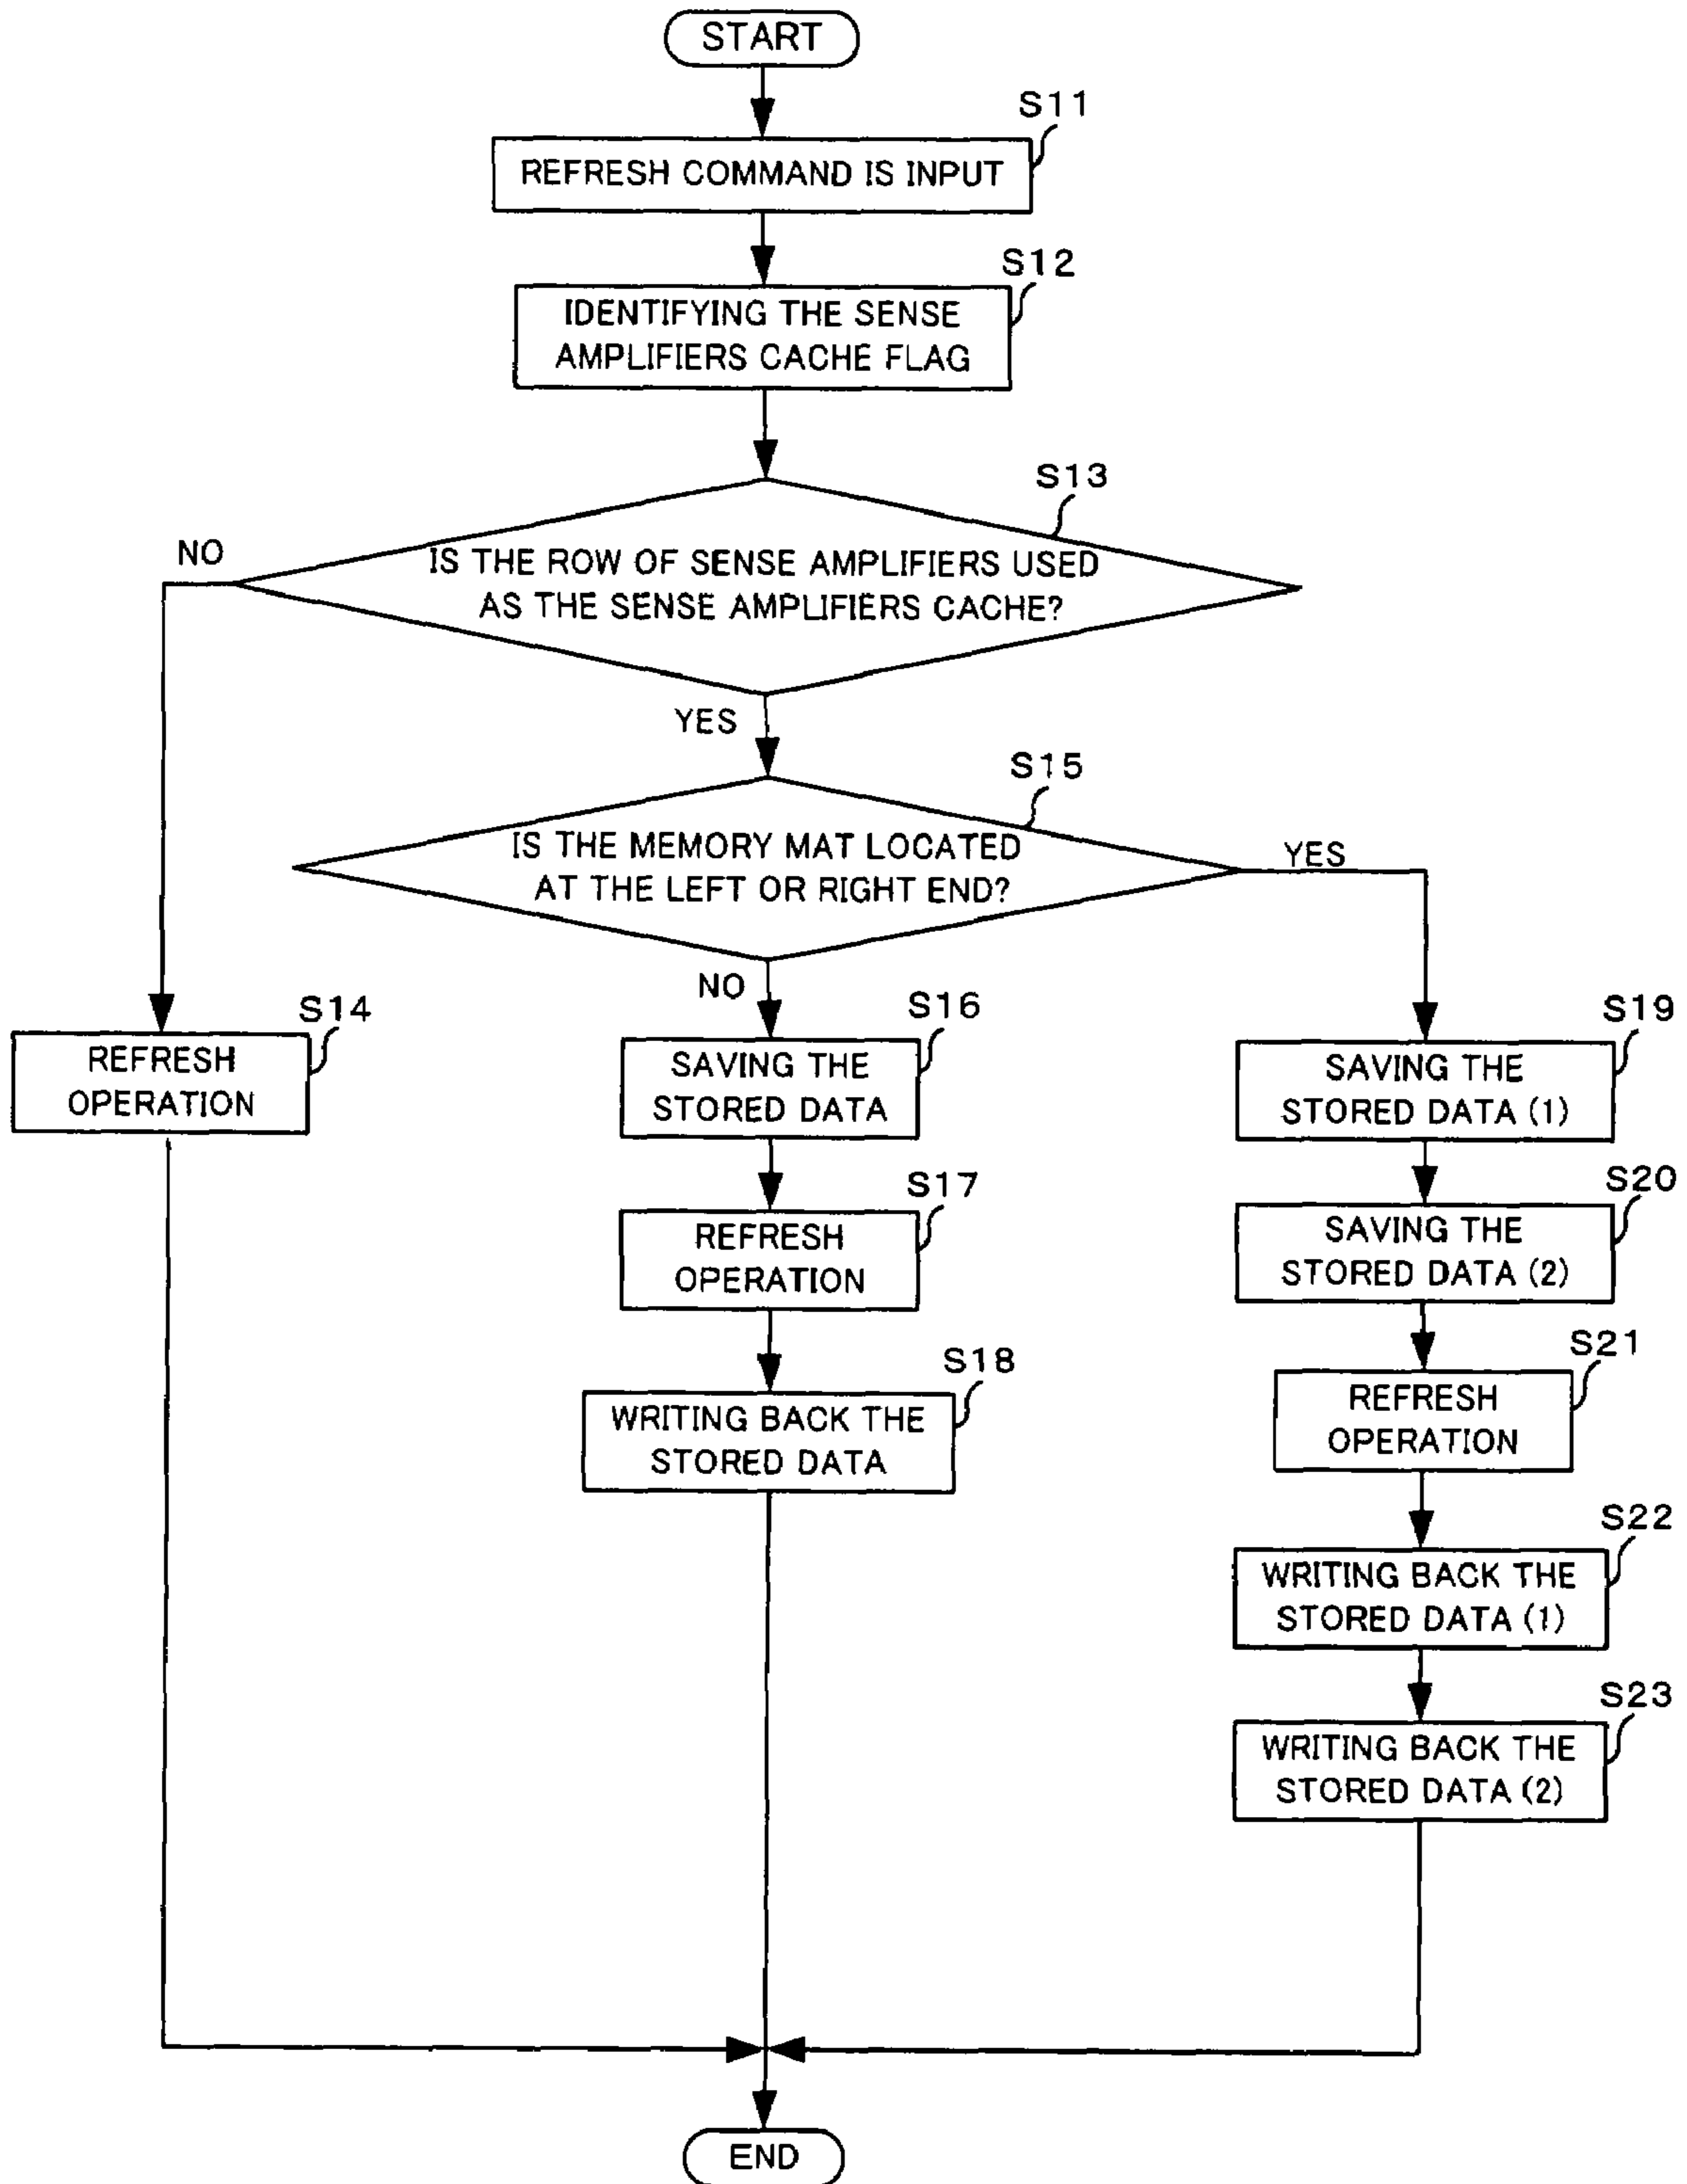 START
S11
REFRESH COMMAND IS INPUT
S12
IDENTIFYING THE SENSE
AMPLIFIERS CACHE FLAG
S13
NO
IS THE ROW OF SENSE AMPLIFIERS USED
AS THE SENSE AMPLIFIERS CACHE?
YES
S15
IS THE MEMORY MAT LOCATED
AT THE LEFT OR RIGHT END?
YES
NO
S14
REFRESH
OPERATION
S16
SAVING THE
STORED DATA
S17
REFRESH
OPERATION
S18
WRITING BACK THE
STORED DATA
S19
SAVING THE
STORED DATA (1)
S20
SAVING THE
STORED DATA (2)
S21
REFRESH
OPERATION
S22
WRITING BACK THE
STORED DATA (1)
S23
WRITING BACK THE
STORED DATA (2)
END